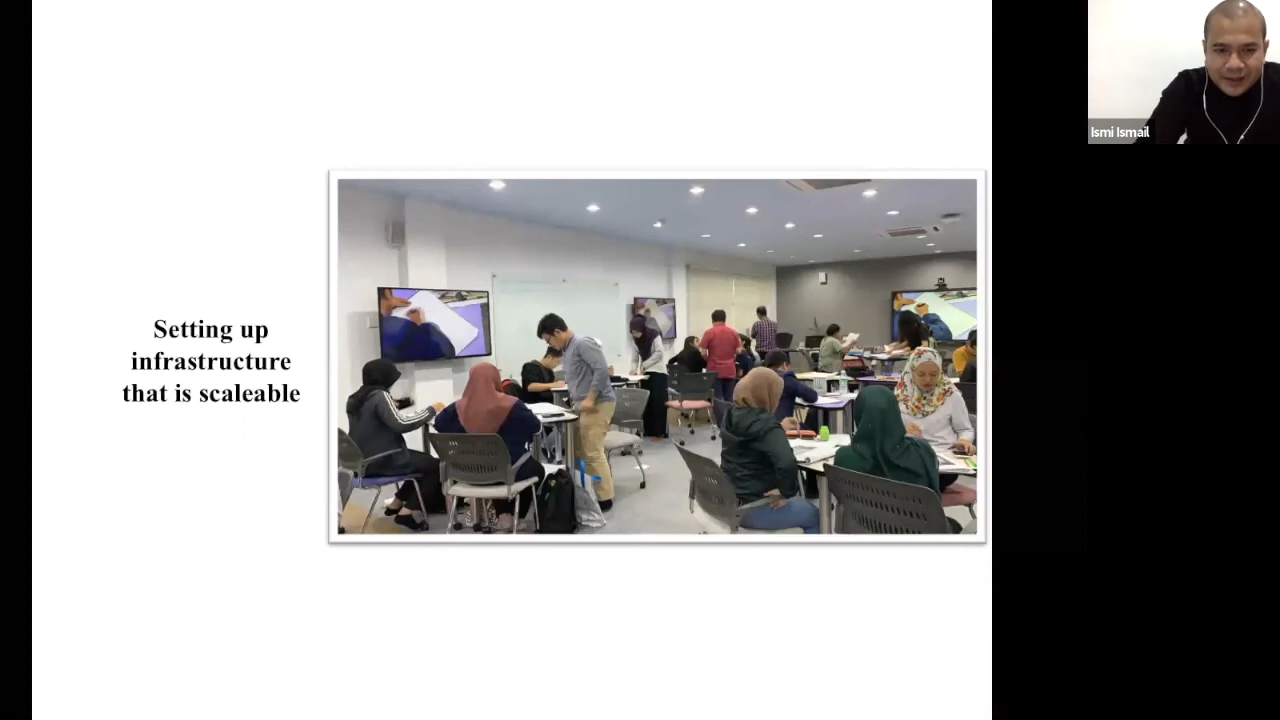 Setting up
infrastructure
that is scaleable
Ismi Ismail